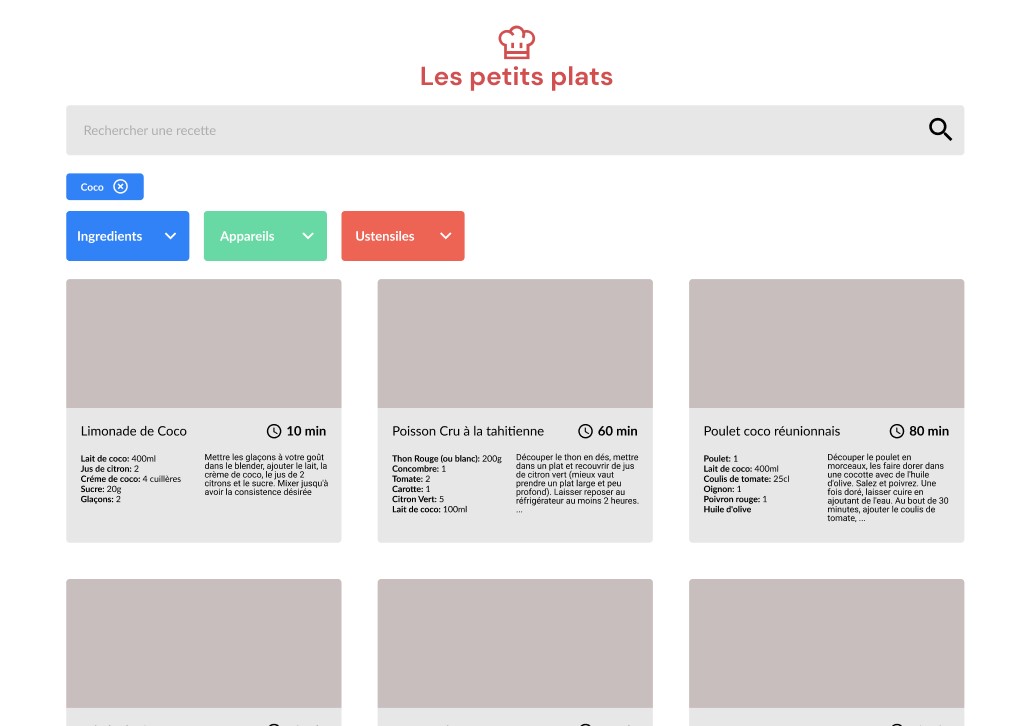 Les petits plats
Rechercher une recette
Coco
Ingredients
Appareils
Ustensiles
Limonade de Coco
10 min
Lait de coco: 400ml
Jus de citron: 2
Créme de coco: 4 cuillères
Sucre: 20g
Glaçons: 2
Mettre les glaçons à votre goût
dans le blender, ajouter le lait, la
crème de coco, le jus de 2
citrons et le sucre. Mixer jusqu'à
avoir la consistence désirée
Poisson Cru à la tahitienne
60 min
Thon Rouge (ou blanc): 200g
Concombre: 1
Tomate: 2
Carotte: 1
Citron Vert: 5
Lait de coco: 100ml
Découper le thon en dés, mettre
dans un plat et recouvrir de jus
de citron vert (mieux vaut
prendre un plat large et peu
profond). Laisser reposer au
réfrigérateur au moins 2 heures.
...
Poulet coco réunionnais
80 min
Poulet: 1
Lait de coco: 400ml
Coulis de tomate: 25cl
Oignon: 1
Poivron rouge: 1
Huile d'olive
Découper le poulet en
morceaux, les faire dorer dans
une cocotte avec de l'huile
d'olive. Salez et poivrez. Une
fois doré, laisser cuire en
ajoutant de l'eau. Au bout de 30
minutes, ajouter le coulis de
tomate, ...